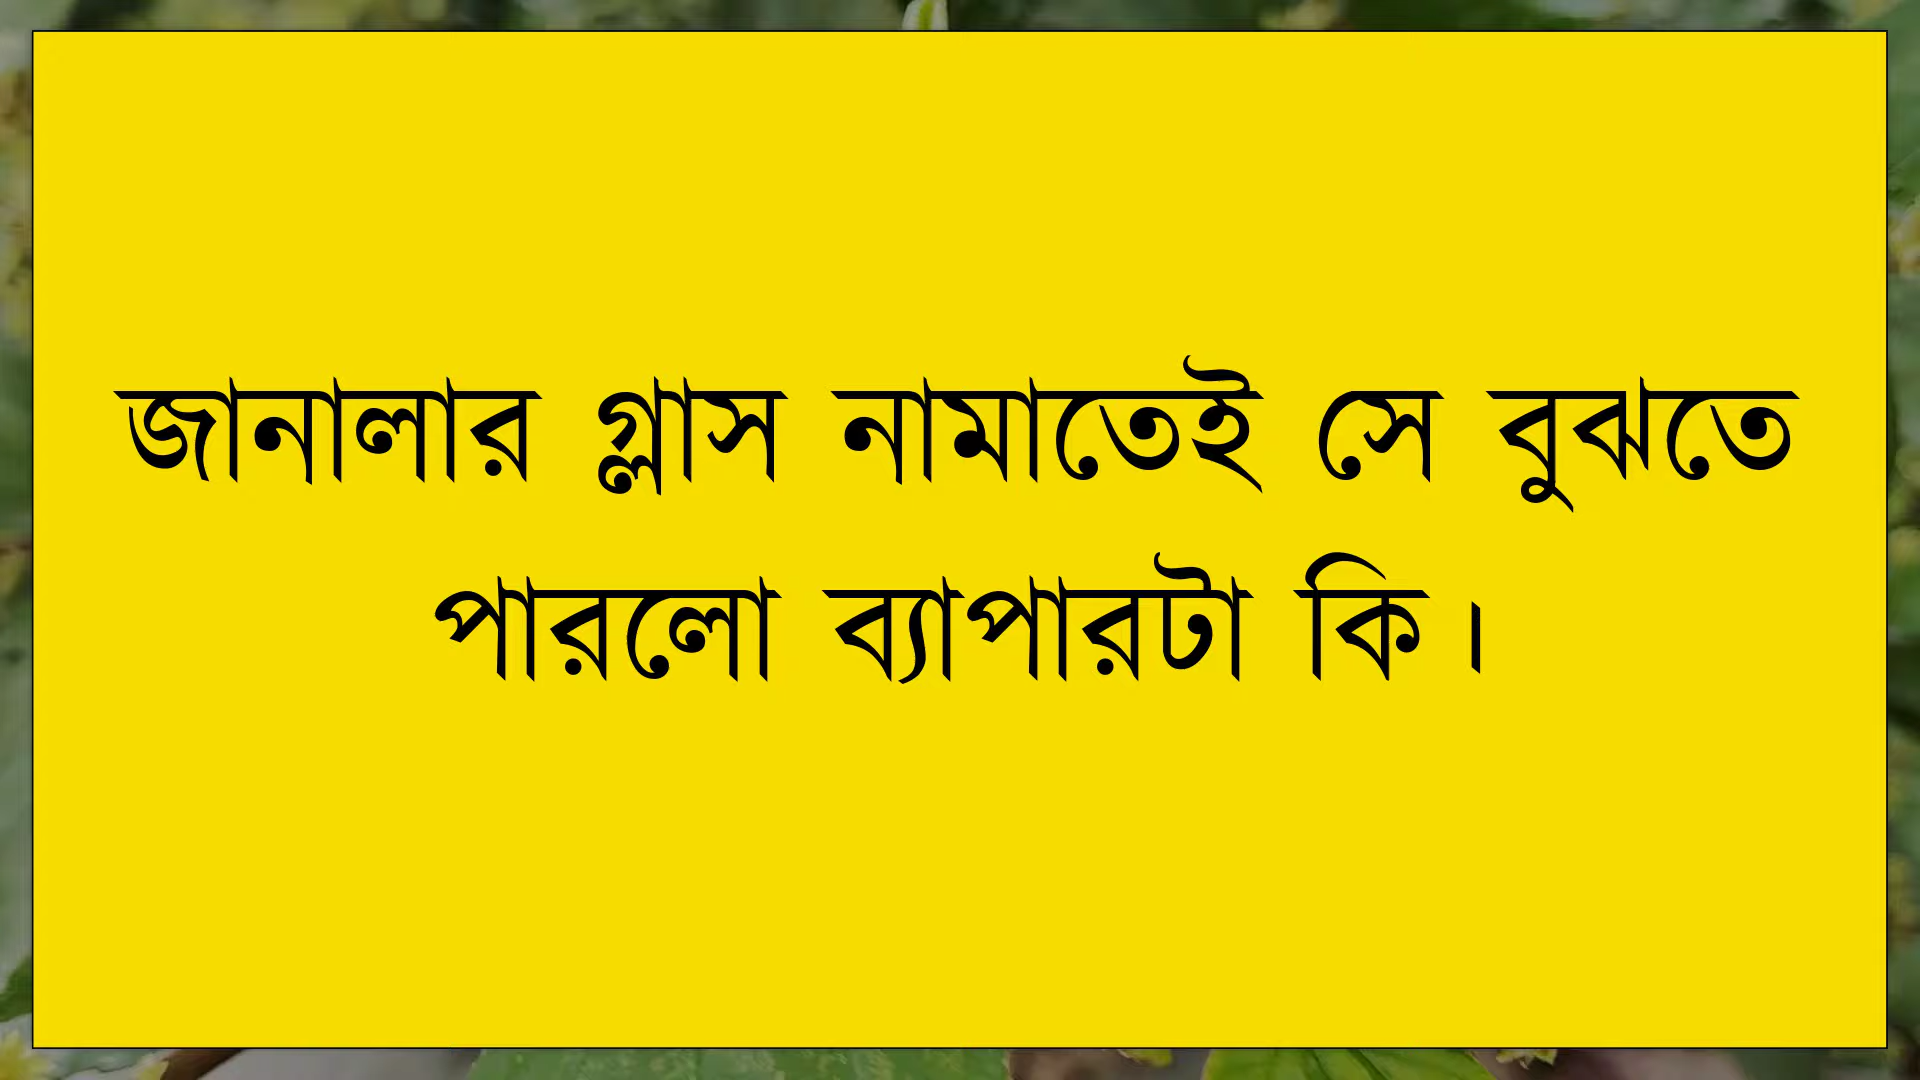 জানালার গ্লাস নামাতেই সে বুঝতে
পারলো ব্যাপারটা কি।